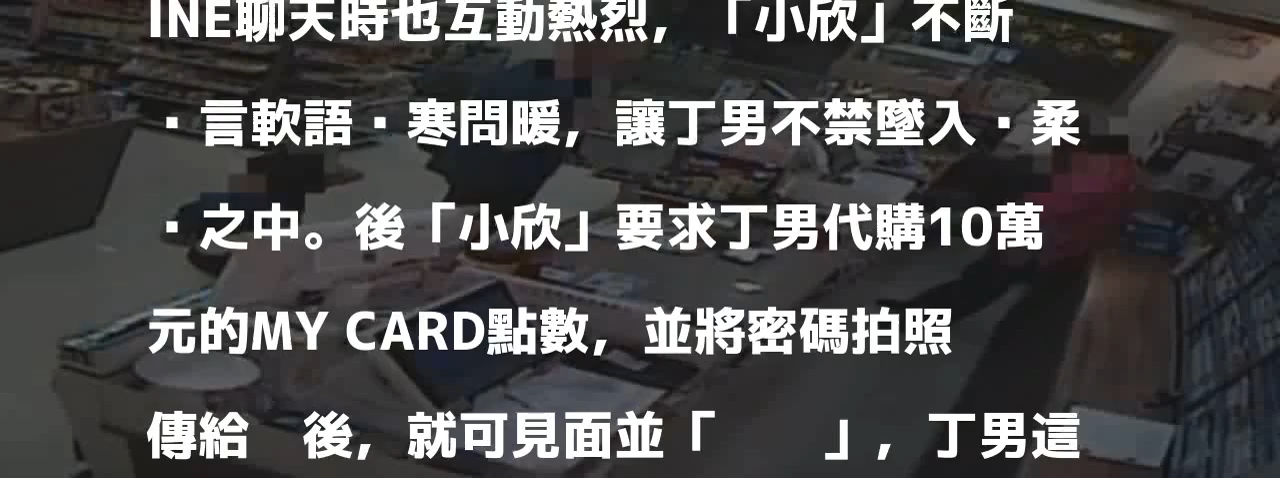 INE聊天時也互動熱烈，「小欣」不斷
·言軟語·寒問暖，讓丁男不禁墜入·柔
·之中。後「小欣」要求丁男代購10萬
元的MY CARD點數，並將密碼拍照
傳給　後，就可見面並「　　」，丁男這